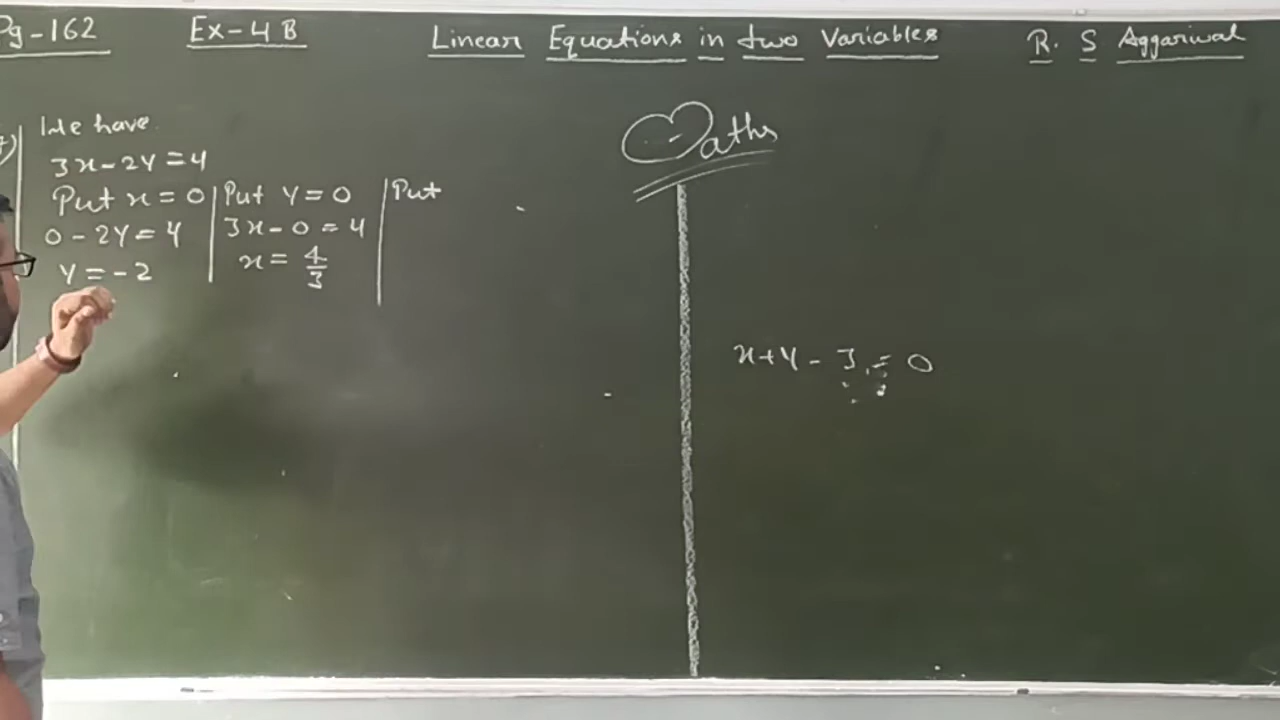 Pg-162 Ex-4B Linear Equations in two Variables R. S Aggarwal
Maths
We have
3x-2y=4
Put x=0 | Put y=0 | Put
0-2y=4 | 3x-0=4
y=-2 | x=4/3
x+y-3=0